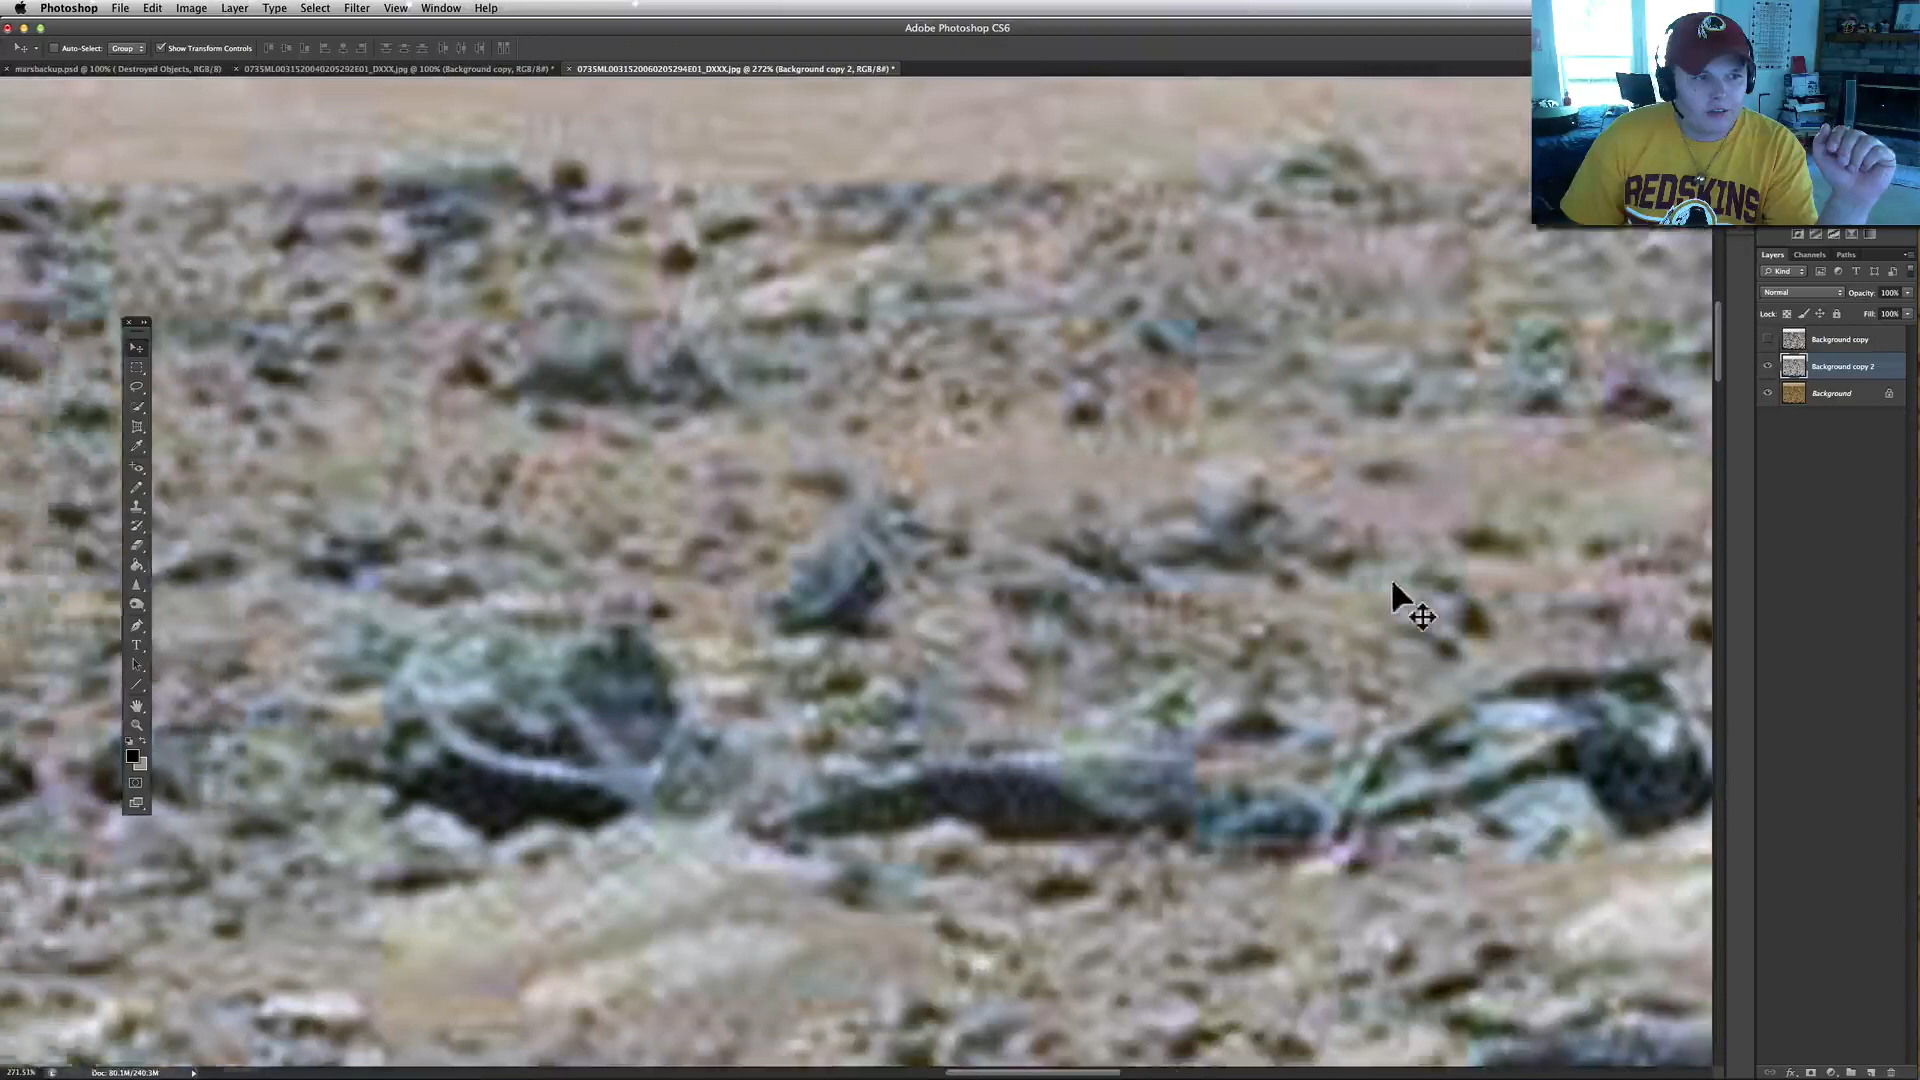 Photoshop File Edit Image Layer Type Select Filter View Window Help
Adobe Photoshop CS6
Auto-Select: Group Show Transform Controls
marsbackup.psd @ 100% ( Destroyed Objects, RGB/8) 0735ML0031520040205292E01_DXXX.jpg @ 100% (Background copy, RGB/8#) * 0735ML0031520060205294E01_DXXX.jpg @ 272% (Background copy 2, RGB/8#) *
REDSKINS
Layers Channels Paths
Kind
Normal Opacity: 100%
Lock: Fill: 100%
Background copy
Background copy 2
Background
271.51% Doc: 80.1M/240.3M